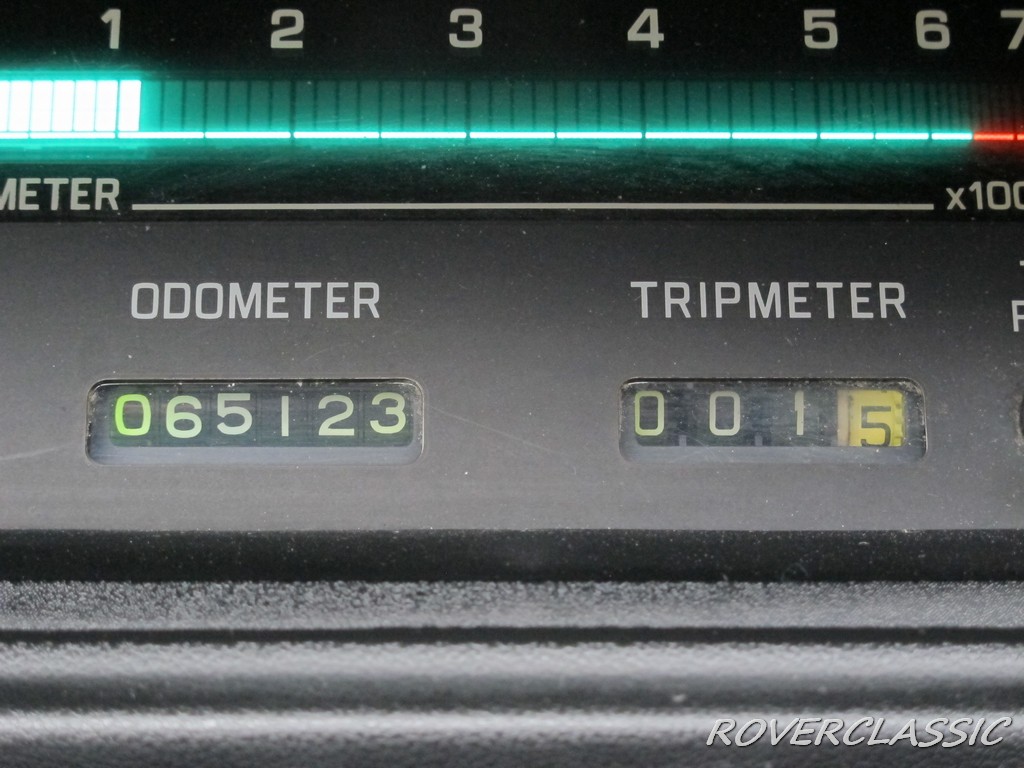 1 2 3 4 5 6 7
METER x100
ODOMETER TRIPMETER
065123 0015
ROVERCLASSIC